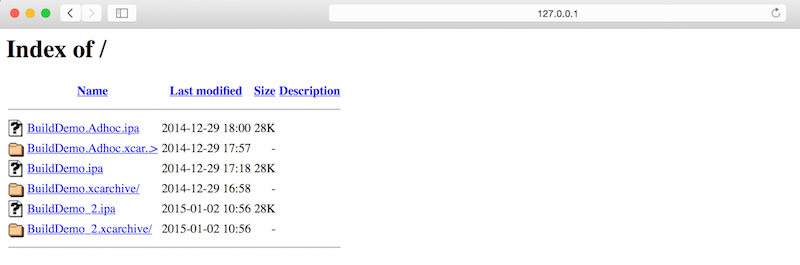 127.0.0.1
Index of /
Name Last modified Size Description
BuildDemo.Adhoc.ipa 2014-12-29 18:00 28K
BuildDemo.Adhoc.xcar..> 2014-12-29 17:57 -
BuildDemo.ipa 2014-12-29 17:18 28K
BuildDemo.xcarchive/ 2014-12-29 16:58 -
BuildDemo_2.ipa 2015-01-02 10:56 28K
BuildDemo_2.xcarchive/ 2015-01-02 10:56 -